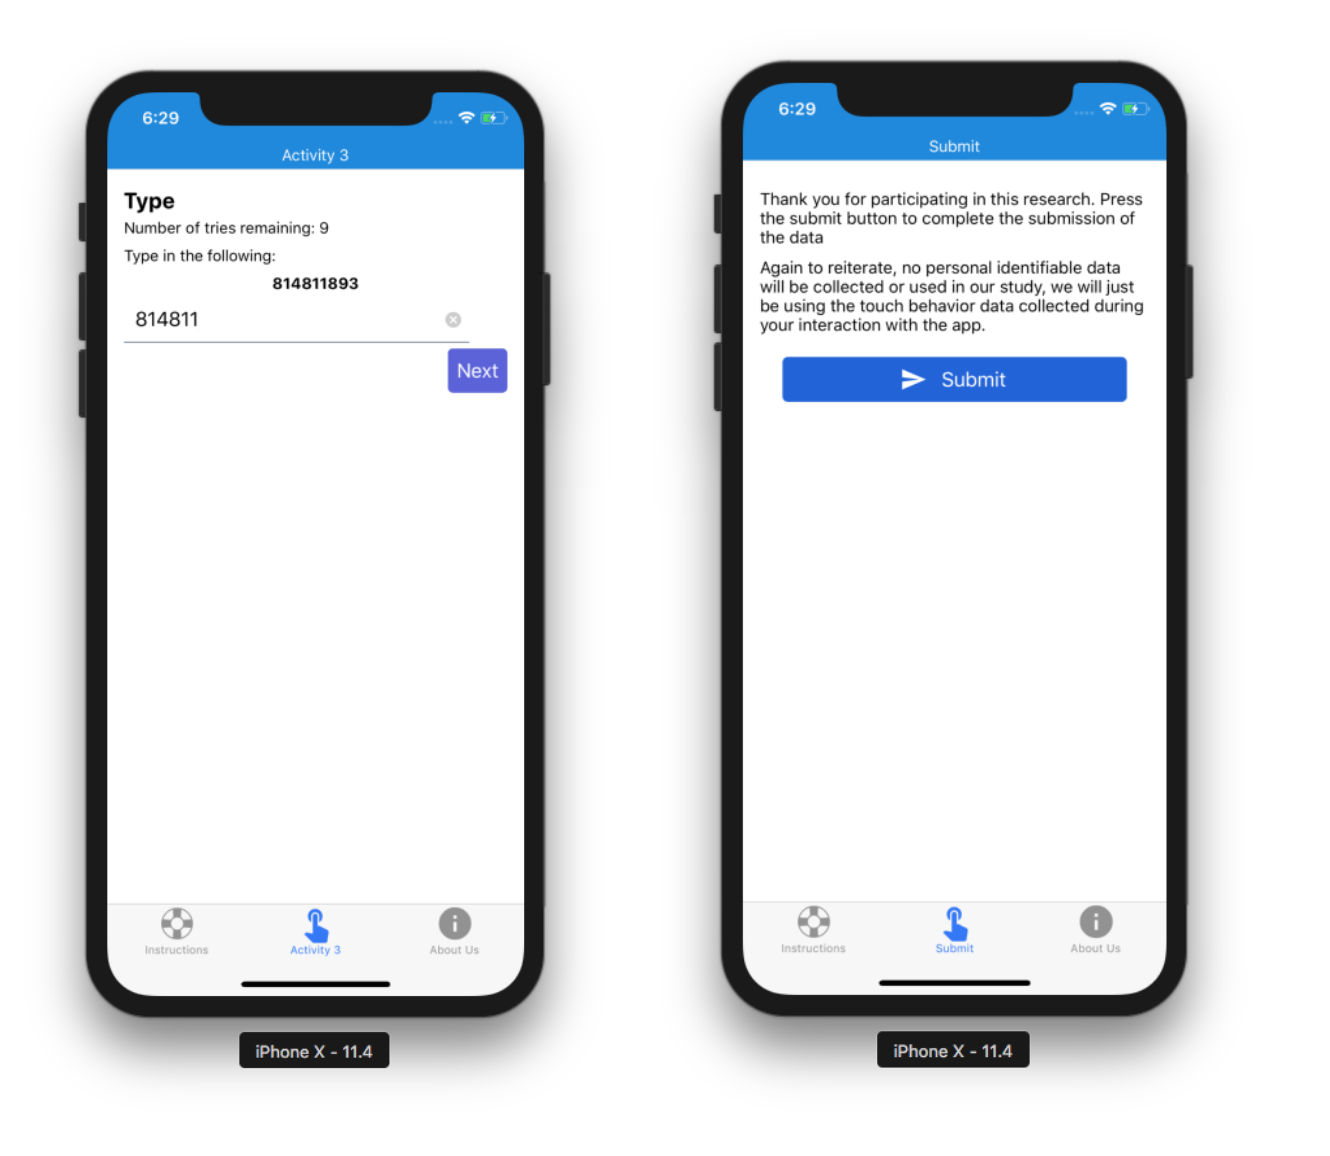 6:29
Activity 3
Type
Number of tries remaining: 9
Type in the following:
814811893
814811
Next
Instructions
Activity 3
About Us
iPhone X - 11.4
6:29
Submit
Thank you for participating in this research. Press
the submit button to complete the submission of
the data
Again to reiterate, no personal identifiable data
will be collected or used in our study, we will just
be using the touch behavior data collected during
your interaction with the app.
Submit
Instructions
Submit
About Us
iPhone X - 11.4